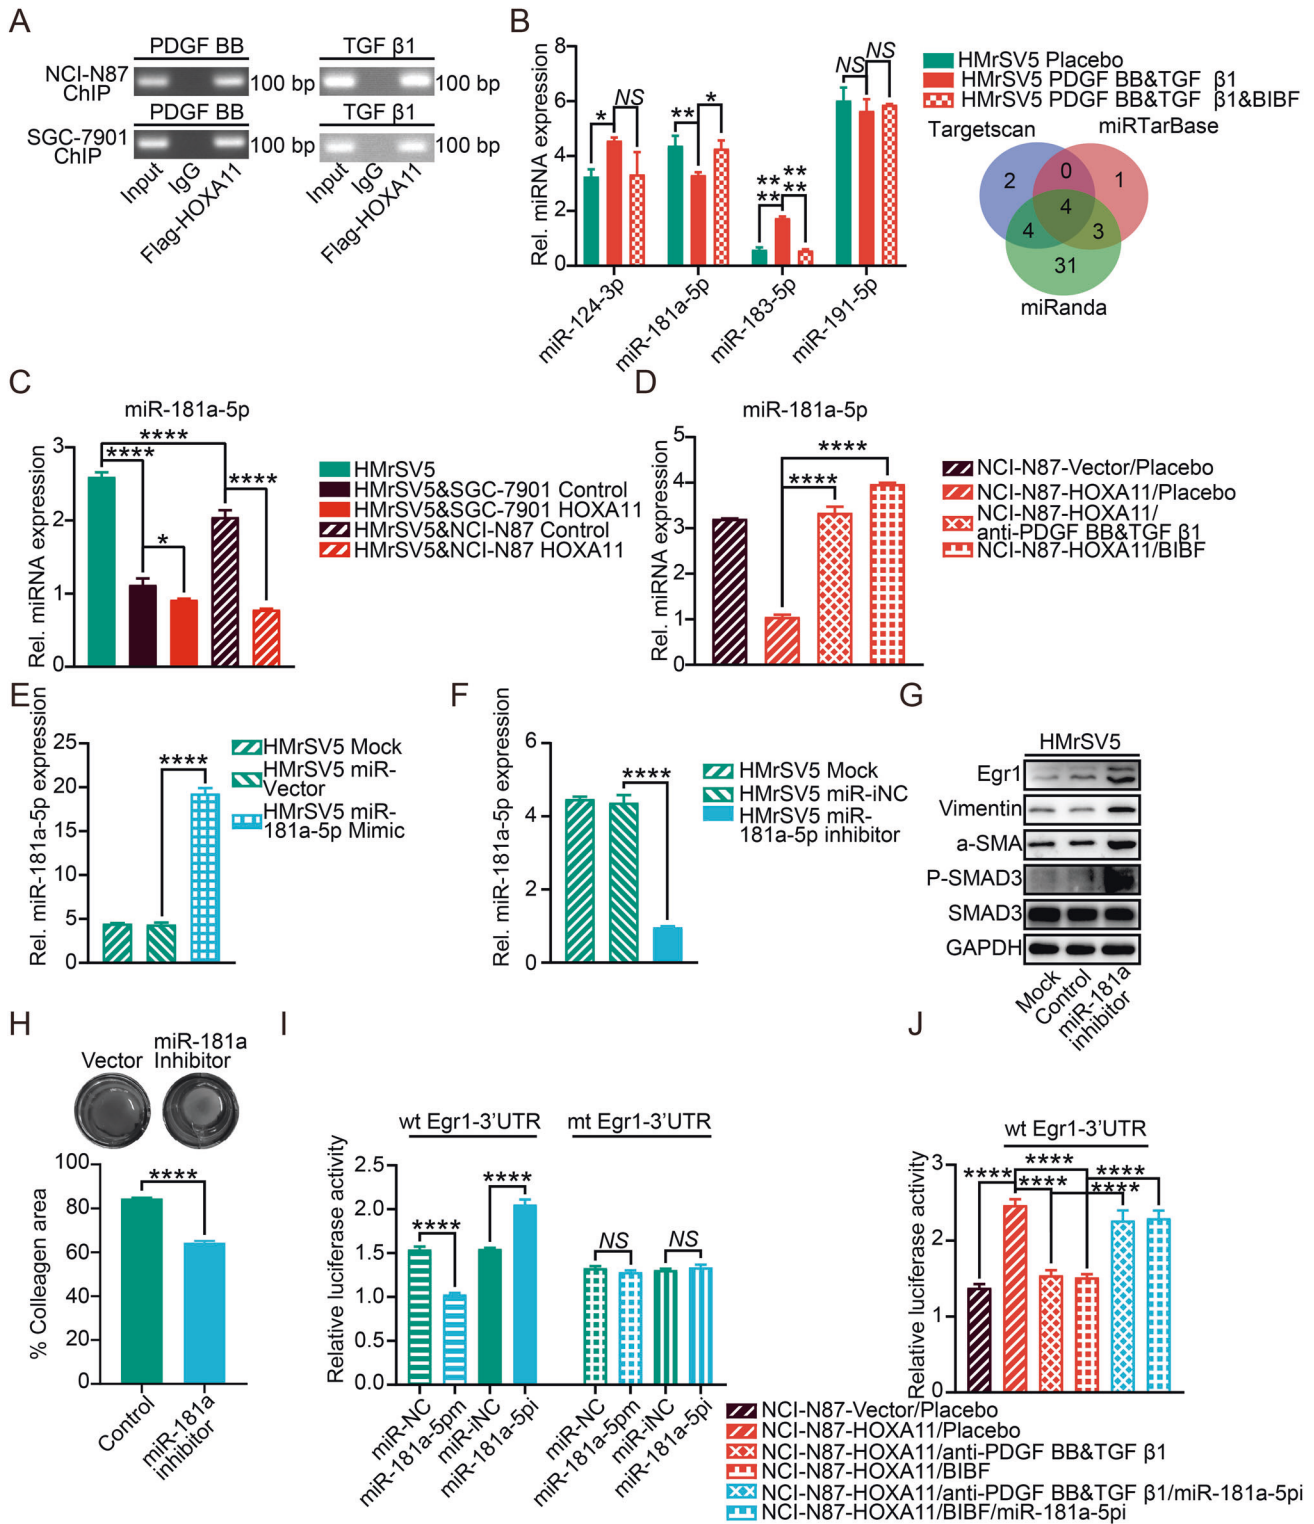 A
PDGF BB
TGF β1
NCI-N87
ChIP
100 bp
100 bp
PDGF BB
TGF β1
SGC-7901
ChIP
100 bp
100 bp
Input
IgG
Flag-HOXA11
Input
IgG
Flag-HOXA11
B
Rel. miRNA expression
8
6
4
2
0
*
NS
**
*
**
**
**
**
NS
NS
miR-124-3p
miR-181a-5p
miR-183-5p
miR-191-5p
HMrSV5 Placebo
HMrSV5 PDGF BB&TGF β1
HMrSV5 PDGF BB&TGF β1&BIBF
Targetscan
miRTarBase
2
0
1
4
4
3
31
miRanda
C
miR-181a-5p
Rel. miRNA expression
3
2
1
0
****
****
****
*
HMrSV5
HMrSV5&SGC-7901 Control
HMrSV5&SGC-7901 HOXA11
HMrSV5&NCI-N87 Control
HMrSV5&NCI-N87 HOXA11
D
miR-181a-5p
Rel. miRNA expression
5
4
3
2
1
0
****
****
NCI-N87-Vector/Placebo
NCI-N87-HOXA11/Placebo
NCI-N87-HOXA11/
anti-PDGF BB&TGF β1
NCI-N87-HOXA11/BIBF
E
Rel. miR-181a-5p expression
25
20
15
10
5
0
****
HMrSV5 Mock
HMrSV5 miR-
Vector
HMrSV5 miR-
181a-5p Mimic
F
Rel. miR-181a-5p expression
6
4
2
0
****
HMrSV5 Mock
HMrSV5 miR-iNC
HMrSV5 miR-
181a-5p inhibitor
G
HMrSV5
Egr1
Vimentin
a-SMA
P-SMAD3
SMAD3
GAPDH
Mock
Control
miR-181a
inhibitor
H
Vector
miR-181a
Inhibitor
% Colleagen area
100
80
60
40
20
0
****
Control
miR-181a
inhibitor
I
wt Egr1-3’UTR
mt Egr1-3’UTR
Relative luciferase activity
2.5
2.0
1.5
1.0
0.5
0.0
****
****
NS
NS
miR-NC
miR-181a-5pm
miR-iNC
miR-181a-5pi
miR-NC
miR-181a-5pm
miR-iNC
miR-181a-5pi
J
wt Egr1-3’UTR
Relative luciferase activity
3
2
1
0
****
****
****
****
****
NCI-N87-Vector/Placebo
NCI-N87-HOXA11/Placebo
NCI-N87-HOXA11/anti-PDGF BB&TGF β1
NCI-N87-HOXA11/BIBF
NCI-N87-HOXA11/anti-PDGF BB&TGF β1/miR-181a-5pi
NCI-N87-HOXA11/BIBF/miR-181a-5pi